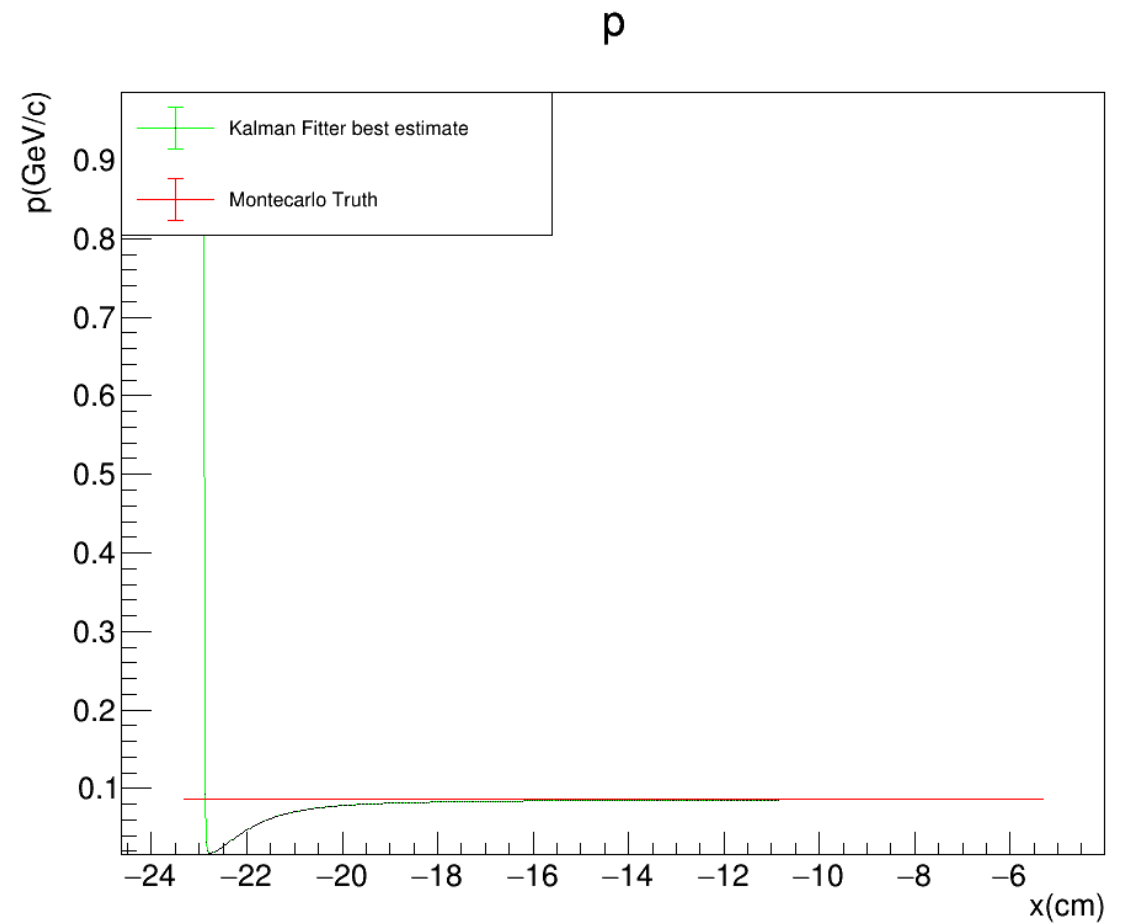 p
p(GeV/c)
Kalman Fitter best estimate
Montecarlo Truth
0.9
0.8
0.7
0.6
0.5
0.4
0.3
0.2
0.1
−24 −22 −20 −18 −16 −14 −12 −10 −8 −6
x(cm)